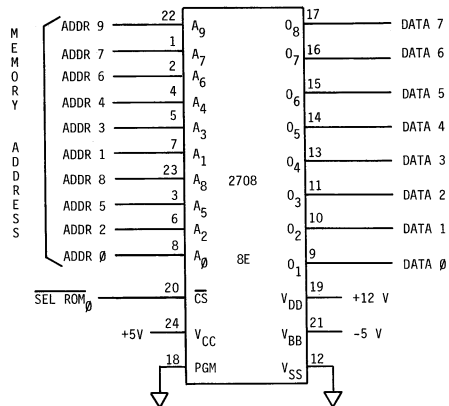 MEMORY ADDRESS
ADDR 9 22 A9
ADDR 7 1 A7
ADDR 6 2 A6
ADDR 4 4 A4
ADDR 3 5 A3
ADDR 1 7 A1
ADDR 8 23 A8
ADDR 5 3 A5
ADDR 2 6 A2
ADDR Ø 8 AØ
SEL ROMØ 20 CS
+5V 24 VCC
18 PGM
2708
8E
O8 17 DATA 7
O7 16 DATA 6
O6 15 DATA 5
O5 14 DATA 4
O4 13 DATA 3
O3 11 DATA 2
O2 10 DATA 1
O1 9 DATA Ø
VDD 19 +12 V
VBB 21 -5 V
VSS 12